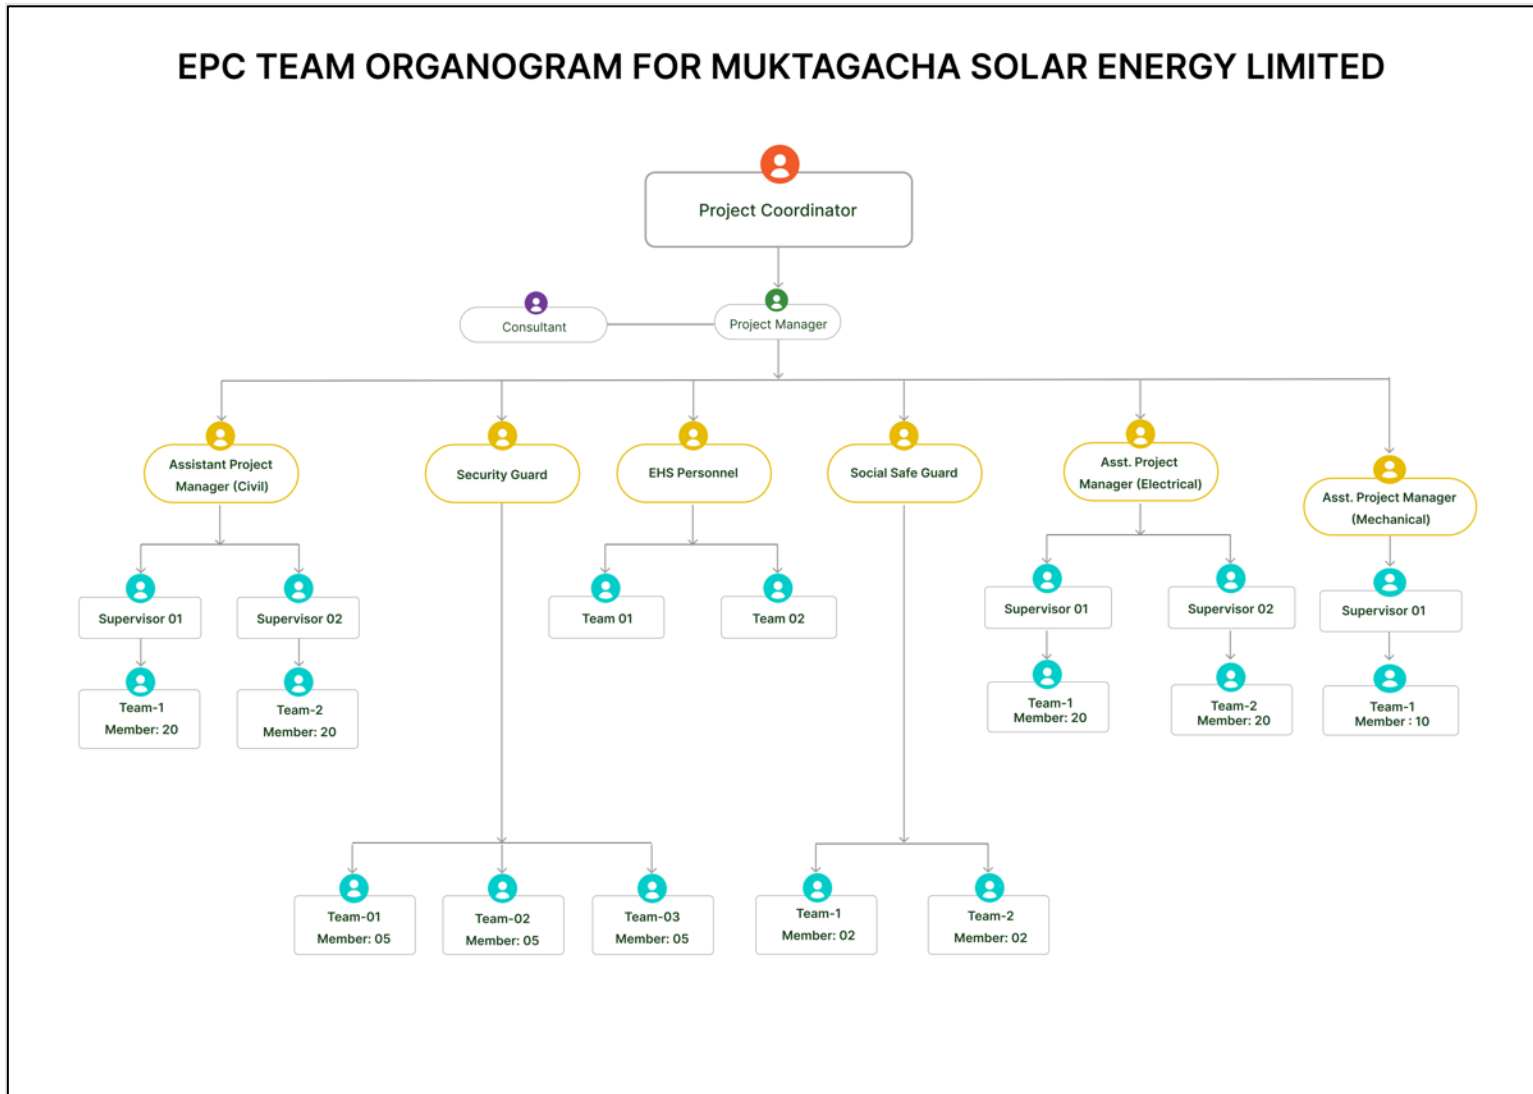 EPC TEAM ORGANOGRAM FOR MUKTAGACHA SOLAR ENERGY LIMITED
Project Coordinator
Consultant
Project Manager
Assistant Project
Manager (Civil)
Security Guard
EHS Personnel
Social Safe Guard
Asst. Project
Manager (Electrical)
Asst. Project Manager
(Mechanical)
Supervisor 01
Supervisor 02
Team 01
Team 02
Supervisor 01
Supervisor 02
Supervisor 01
Team-1
Member: 20
Team-2
Member: 20
Team-1
Member: 20
Team-2
Member: 20
Team-1
Member : 10
Team-01
Member: 05
Team-02
Member: 05
Team-03
Member: 05
Team-1
Member: 02
Team-2
Member: 02